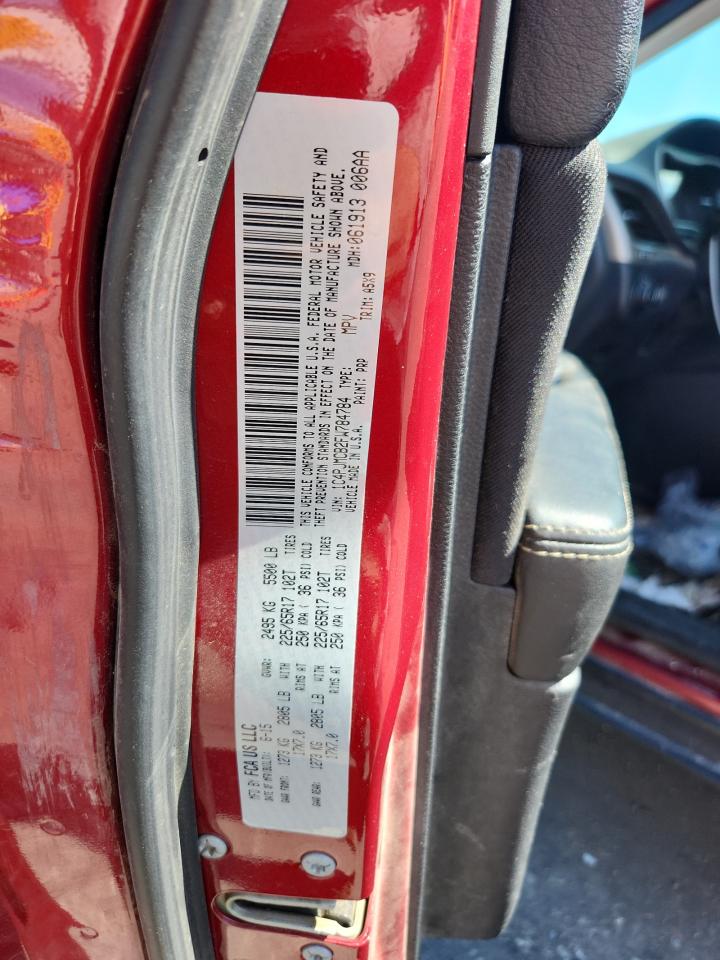 MFD BY FCA US LLC
DATE OF MFR: 6-15 GVWR: 2495 KG 5500 LB
GAWR FRONT: 1273 KG 2805 LB WITH 225/65R17 102T TIRES
17X7.0 RIMS AT 250 KPA ( 36 PSI) COLD
GAWR REAR: 1273 KG 2805 LB WITH 225/65R17 102T TIRES
17X7.0 RIMS AT 250 KPA ( 36 PSI) COLD
THIS VEHICLE CONFORMS TO ALL APPLICABLE U.S.A. FEDERAL MOTOR VEHICLE SAFETY AND
THEFT PREVENTION STANDARDS IN EFFECT ON THE DATE OF MANUFACTURE SHOWN ABOVE.
VIN: 1C4PJMCB2FW784784 TYPE: MPV MDH: 061913 006AA
VEHICLE MADE IN U.S.A. PAINT: PRP TRIM: A5X9